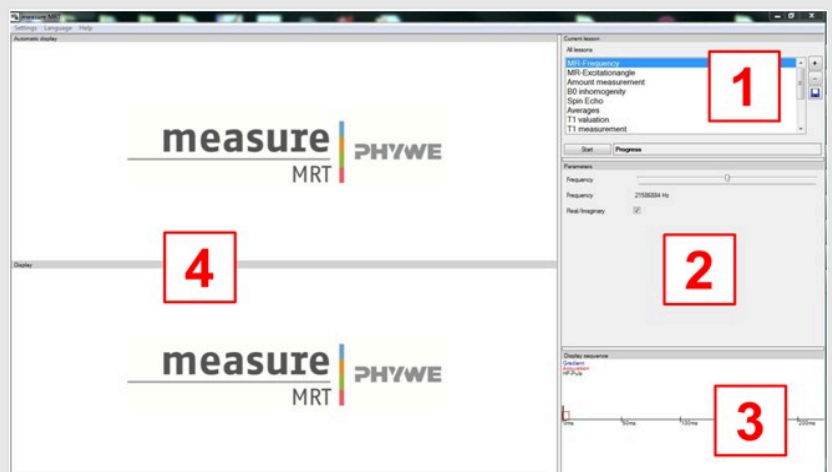 measure MRT
Settings Language Help
Automatic display
measure
PHYWE
MRT
4
Display
measure
PHYWE
MRT
Current lesson
All lessons
MR-Frequency
MR-Excitationangle
Amount measurement
B0 inhomogenity
Spin Echo
Averages
T1 valuation
T1 measurement
1
Start Progress
Parameters
Frequency
Frequency 21586884 Hz
Real/Imaginary
2
Display sequence
Gradient
Acquisition
HF-Puls
0ms 50ms 100ms 200ms
3